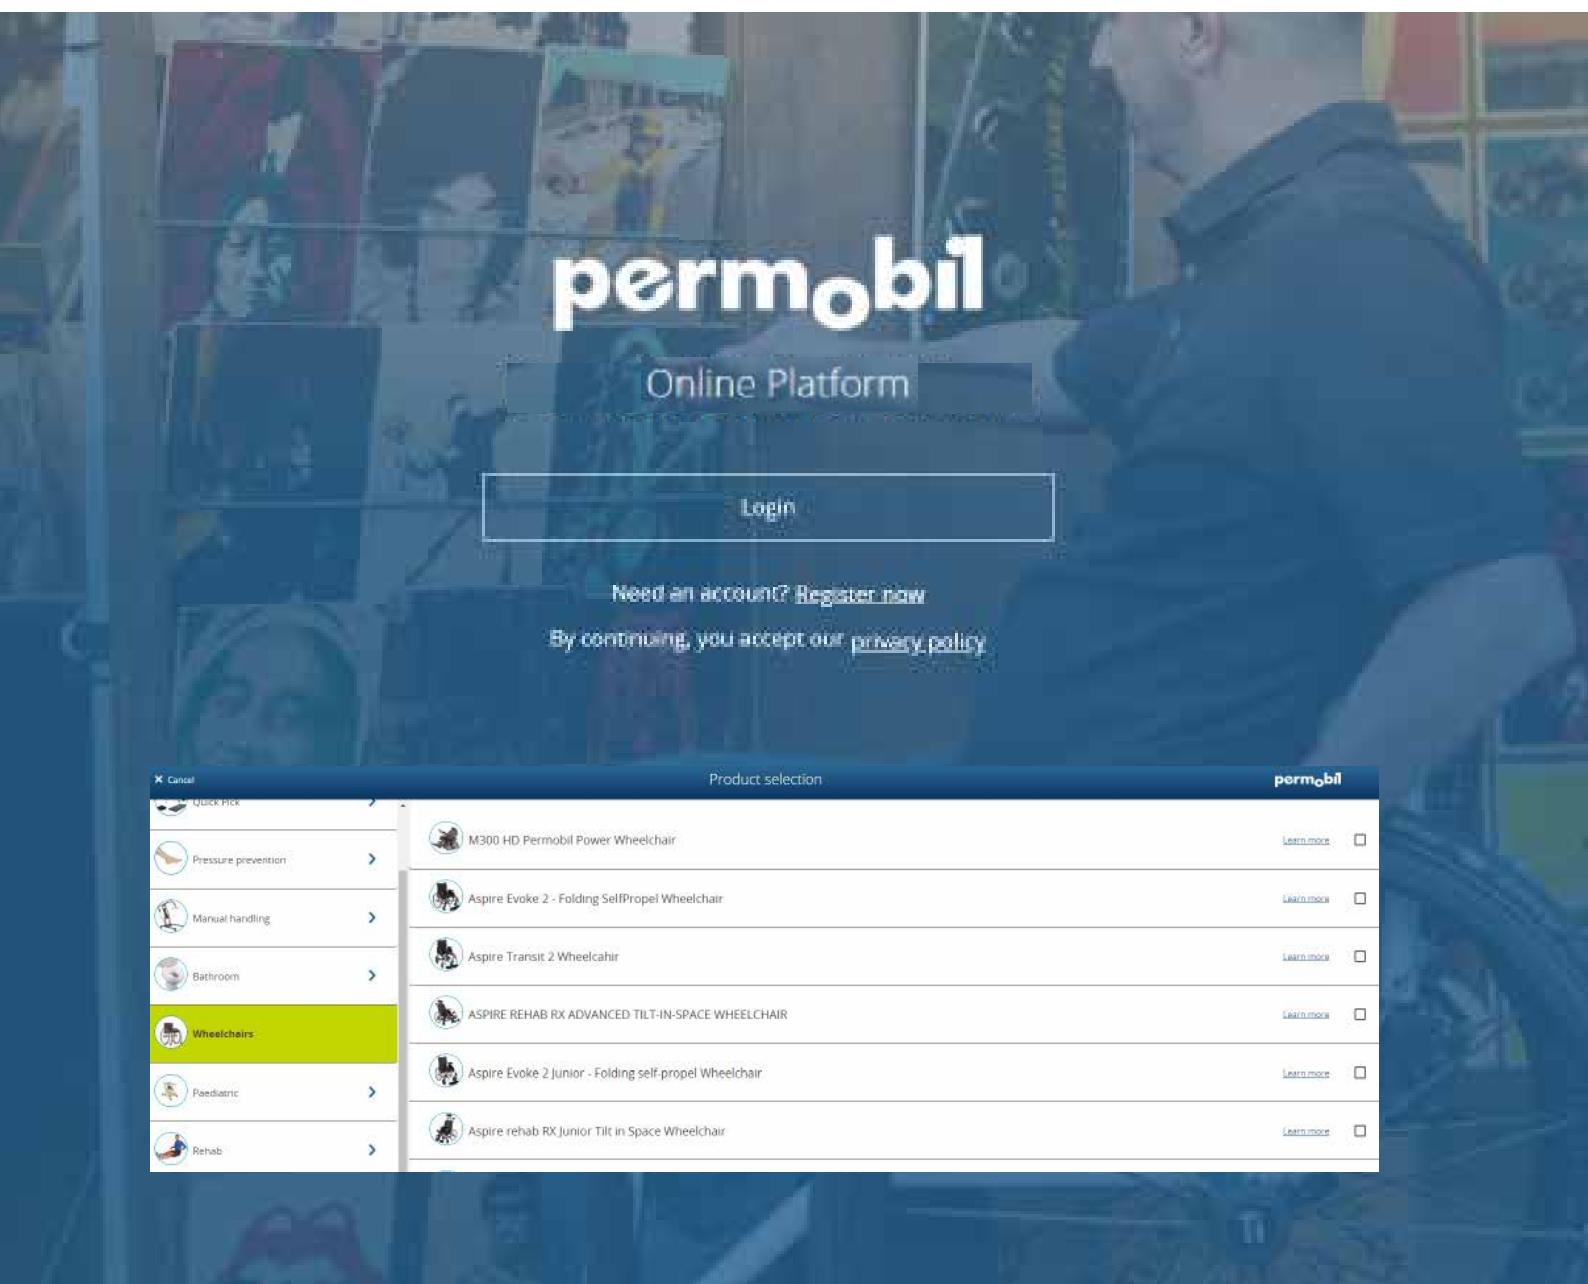 permobil
Online Platform
Login
Need an account? Register now
By continuing, you accept our privacy policy
× Cancel
Product selection
permobil
Quick Pick
Pressure prevention
Manual handling
Bathroom
Wheelchairs
Paediatric
Rehab
M300 HD Permobil Power Wheelchair Learn more
Aspire Evoke 2 - Folding SelfPropel Wheelchair Learn more
Aspire Transit 2 Wheelcahir Learn more
ASPIRE REHAB RX ADVANCED TILT-IN-SPACE WHEELCHAIR Learn more
Aspire Evoke 2 Junior - Folding self-propel Wheelchair Learn more
Aspire rehab RX Junior Tilt in Space Wheelchair Learn more
Ti